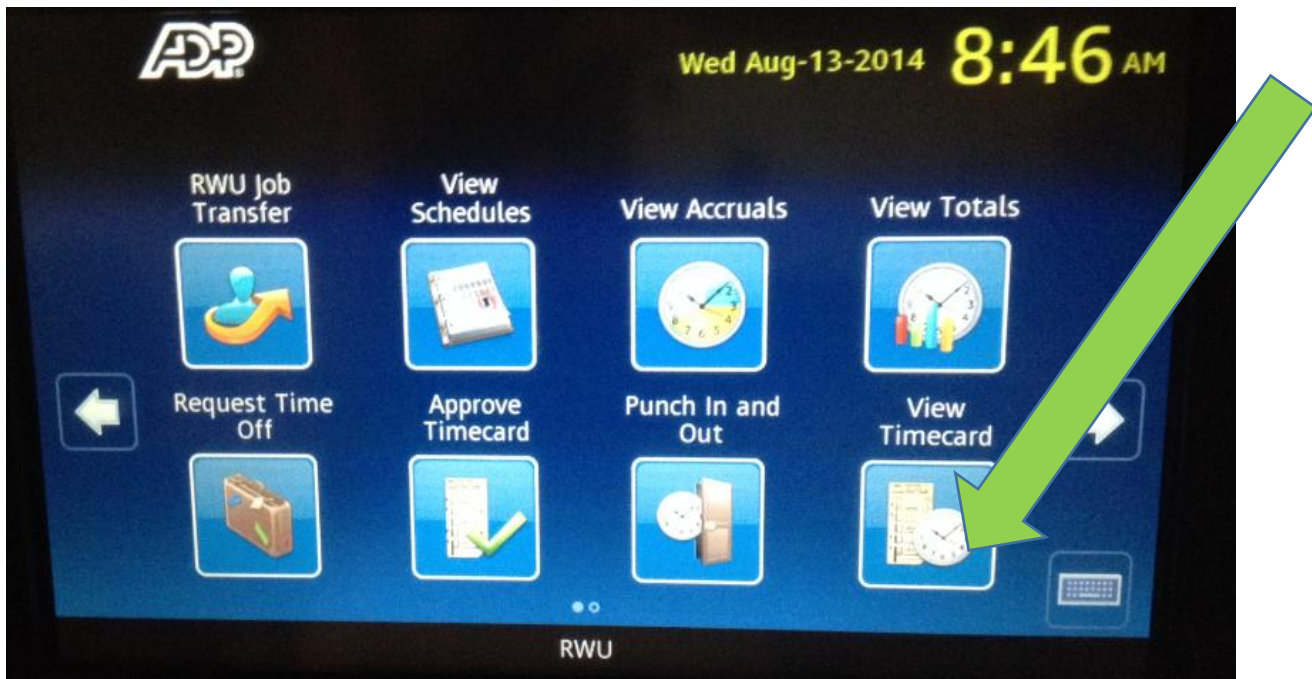 ADP
Wed Aug-13-2014 8:46 AM
RWU Job
Transfer
View
Schedules
View Accruals
View Totals
Request Time
Off
Approve
Timecard
Punch In and
Out
View
Timecard
RWU